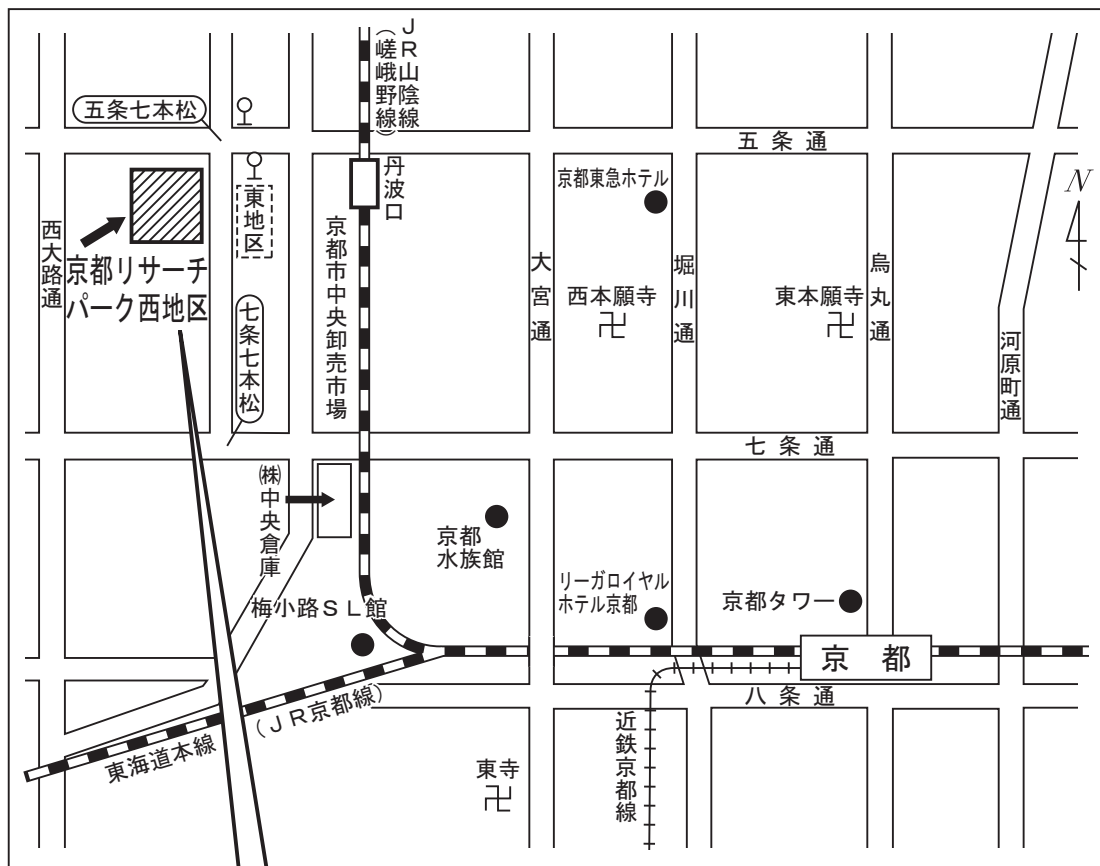 JR山陰線
(嵯峨野線)
五条七本松
五条通
丹波口
京都東急ホテル
N
東地区
西大路通
京都リサーチ
パーク西地区
京都市中央卸売市場
大宮通
西本願寺
卍
堀川通
東本願寺
卍
烏丸通
河原町通
七条七本松
七条通
㈱中央倉庫
京都
水族館
リーガロイヤル
ホテル京都
京都タワー
梅小路SL館
京都
八条通
(JR京都線)
東海道本線
近鉄京都線
東寺
卍